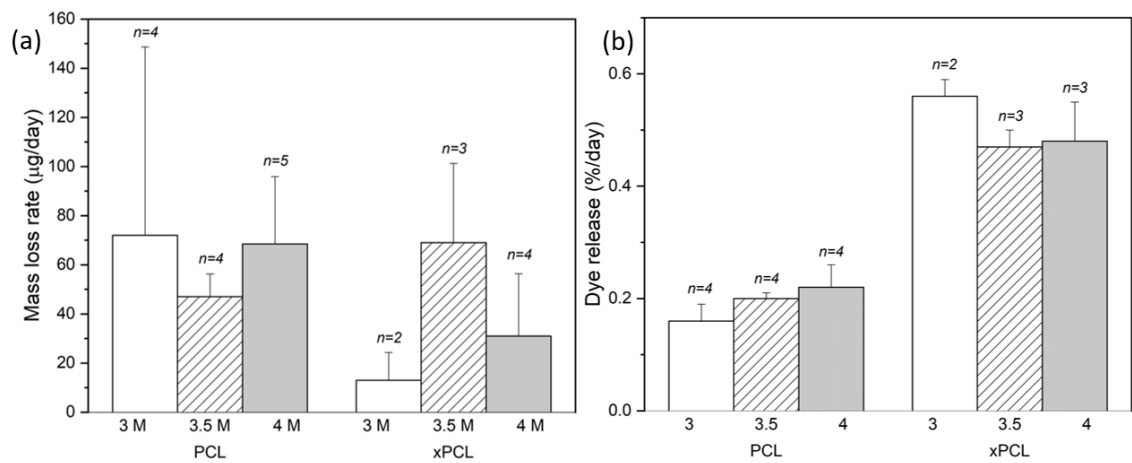 (a)
Mass loss rate (µg/day)
160
140
120
100
80
60
40
20
0
n=4
n=4
n=5
n=2
n=3
n=4
3 M 3.5 M 4 M 3 M 3.5 M 4 M
PCL xPCL
(b)
Dye release (%/day)
0.6
0.4
0.2
0.0
n=4
n=4
n=4
n=2
n=3
n=3
3 3.5 4 3 3.5 4
PCL xPCL